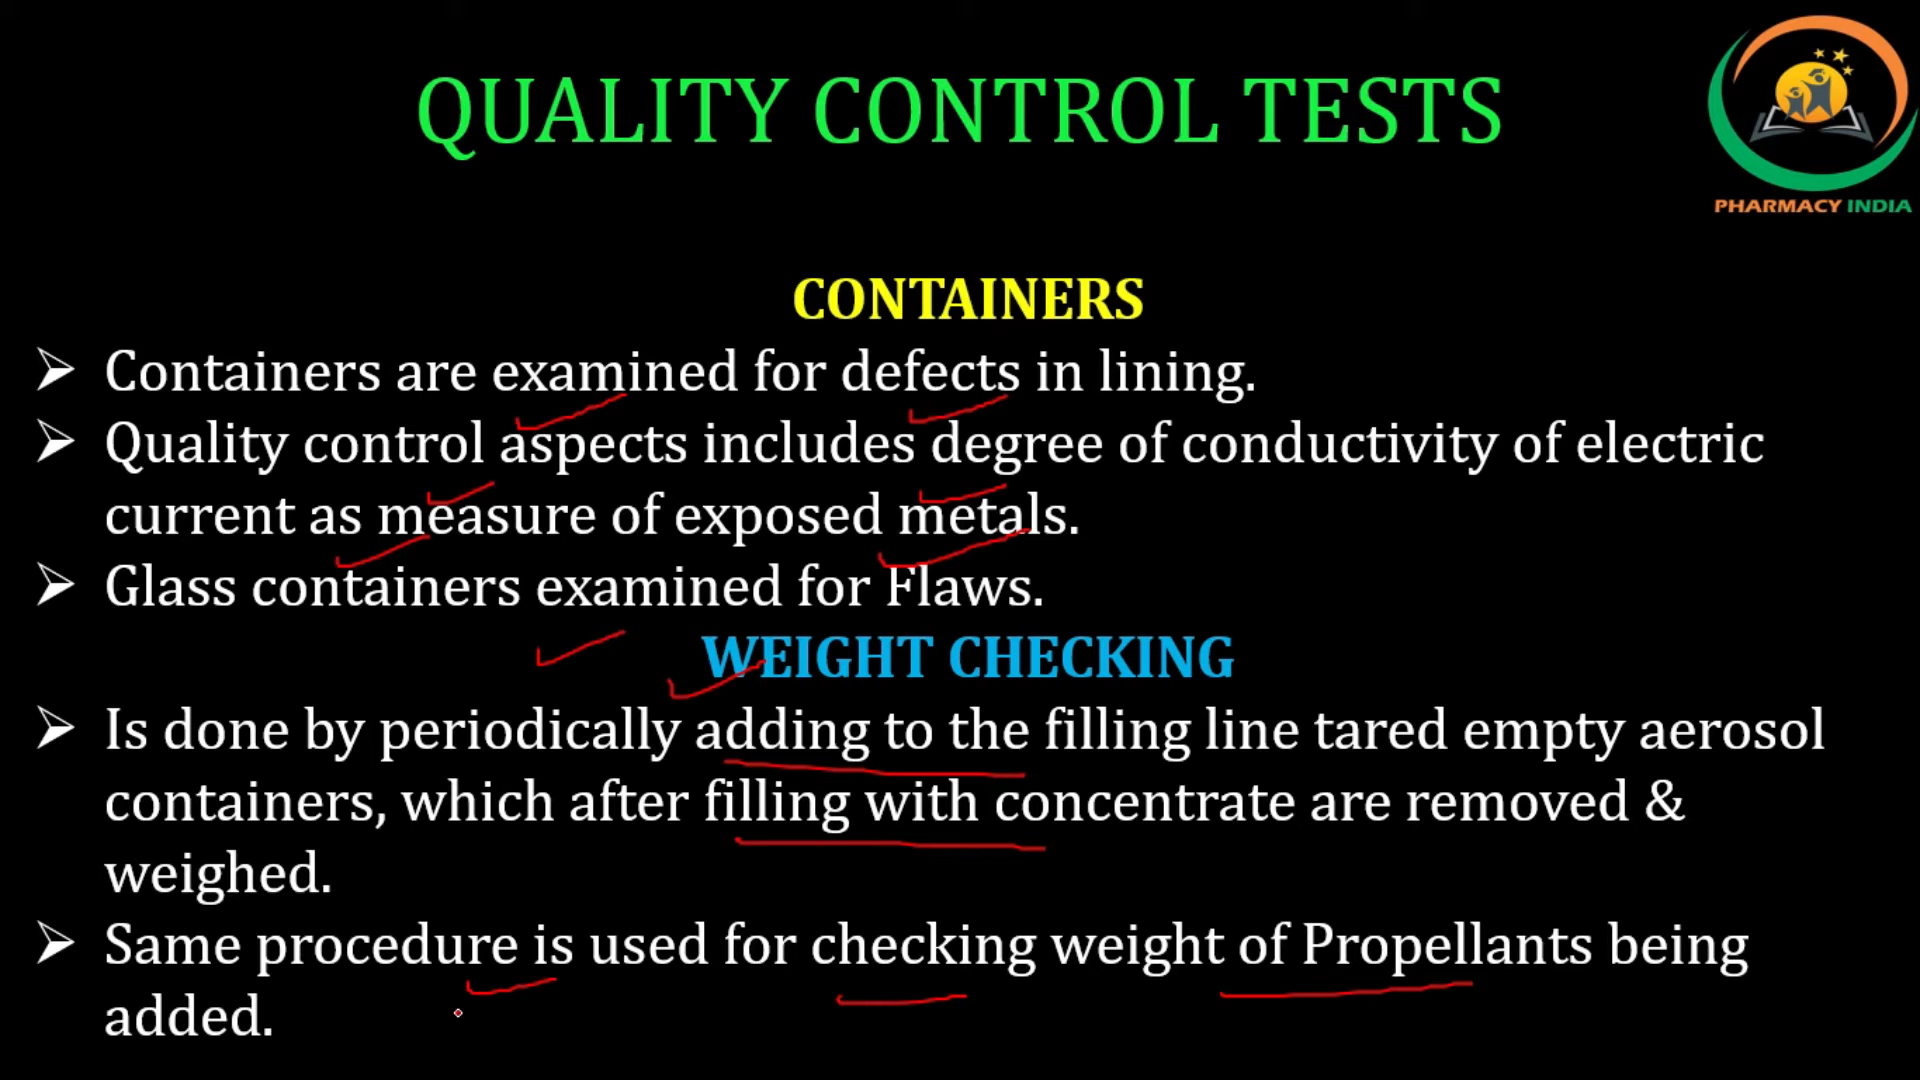 QUALITY CONTROL TESTS
PHARMACY INDIA
CONTAINERS
➢ Containers are examined for defects in lining.
➢ Quality control aspects includes degree of conductivity of electric
current as measure of exposed metals.
➢ Glass containers examined for Flaws.
WEIGHT CHECKING
➢ Is done by periodically adding to the filling line tared empty aerosol
containers, which after filling with concentrate are removed &
weighed.
➢ Same procedure is used for checking weight of Propellants being
added.